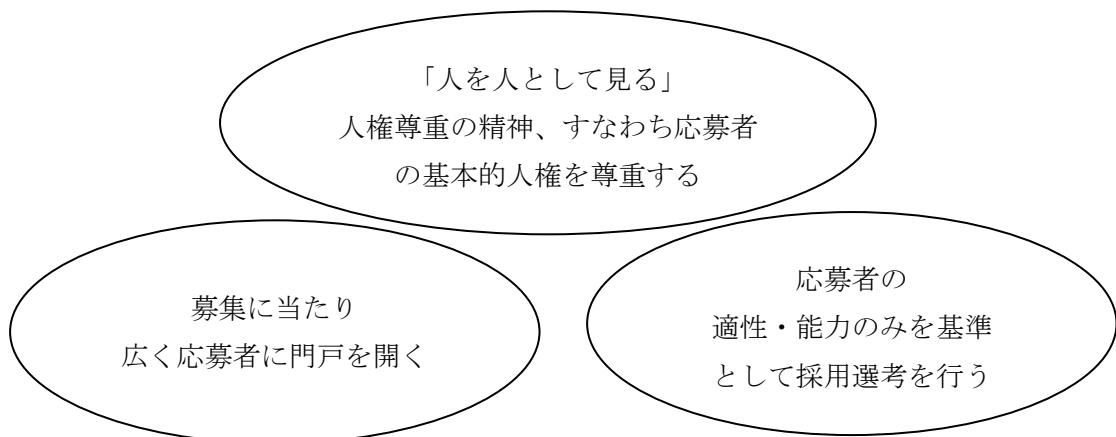 「人を人として見る」
人権尊重の精神、すなわち応募者
の基本的人権を尊重する
募集に当たり
広く応募者に門戸を開く
応募者の
適性・能力のみを基準
として採用選考を行う